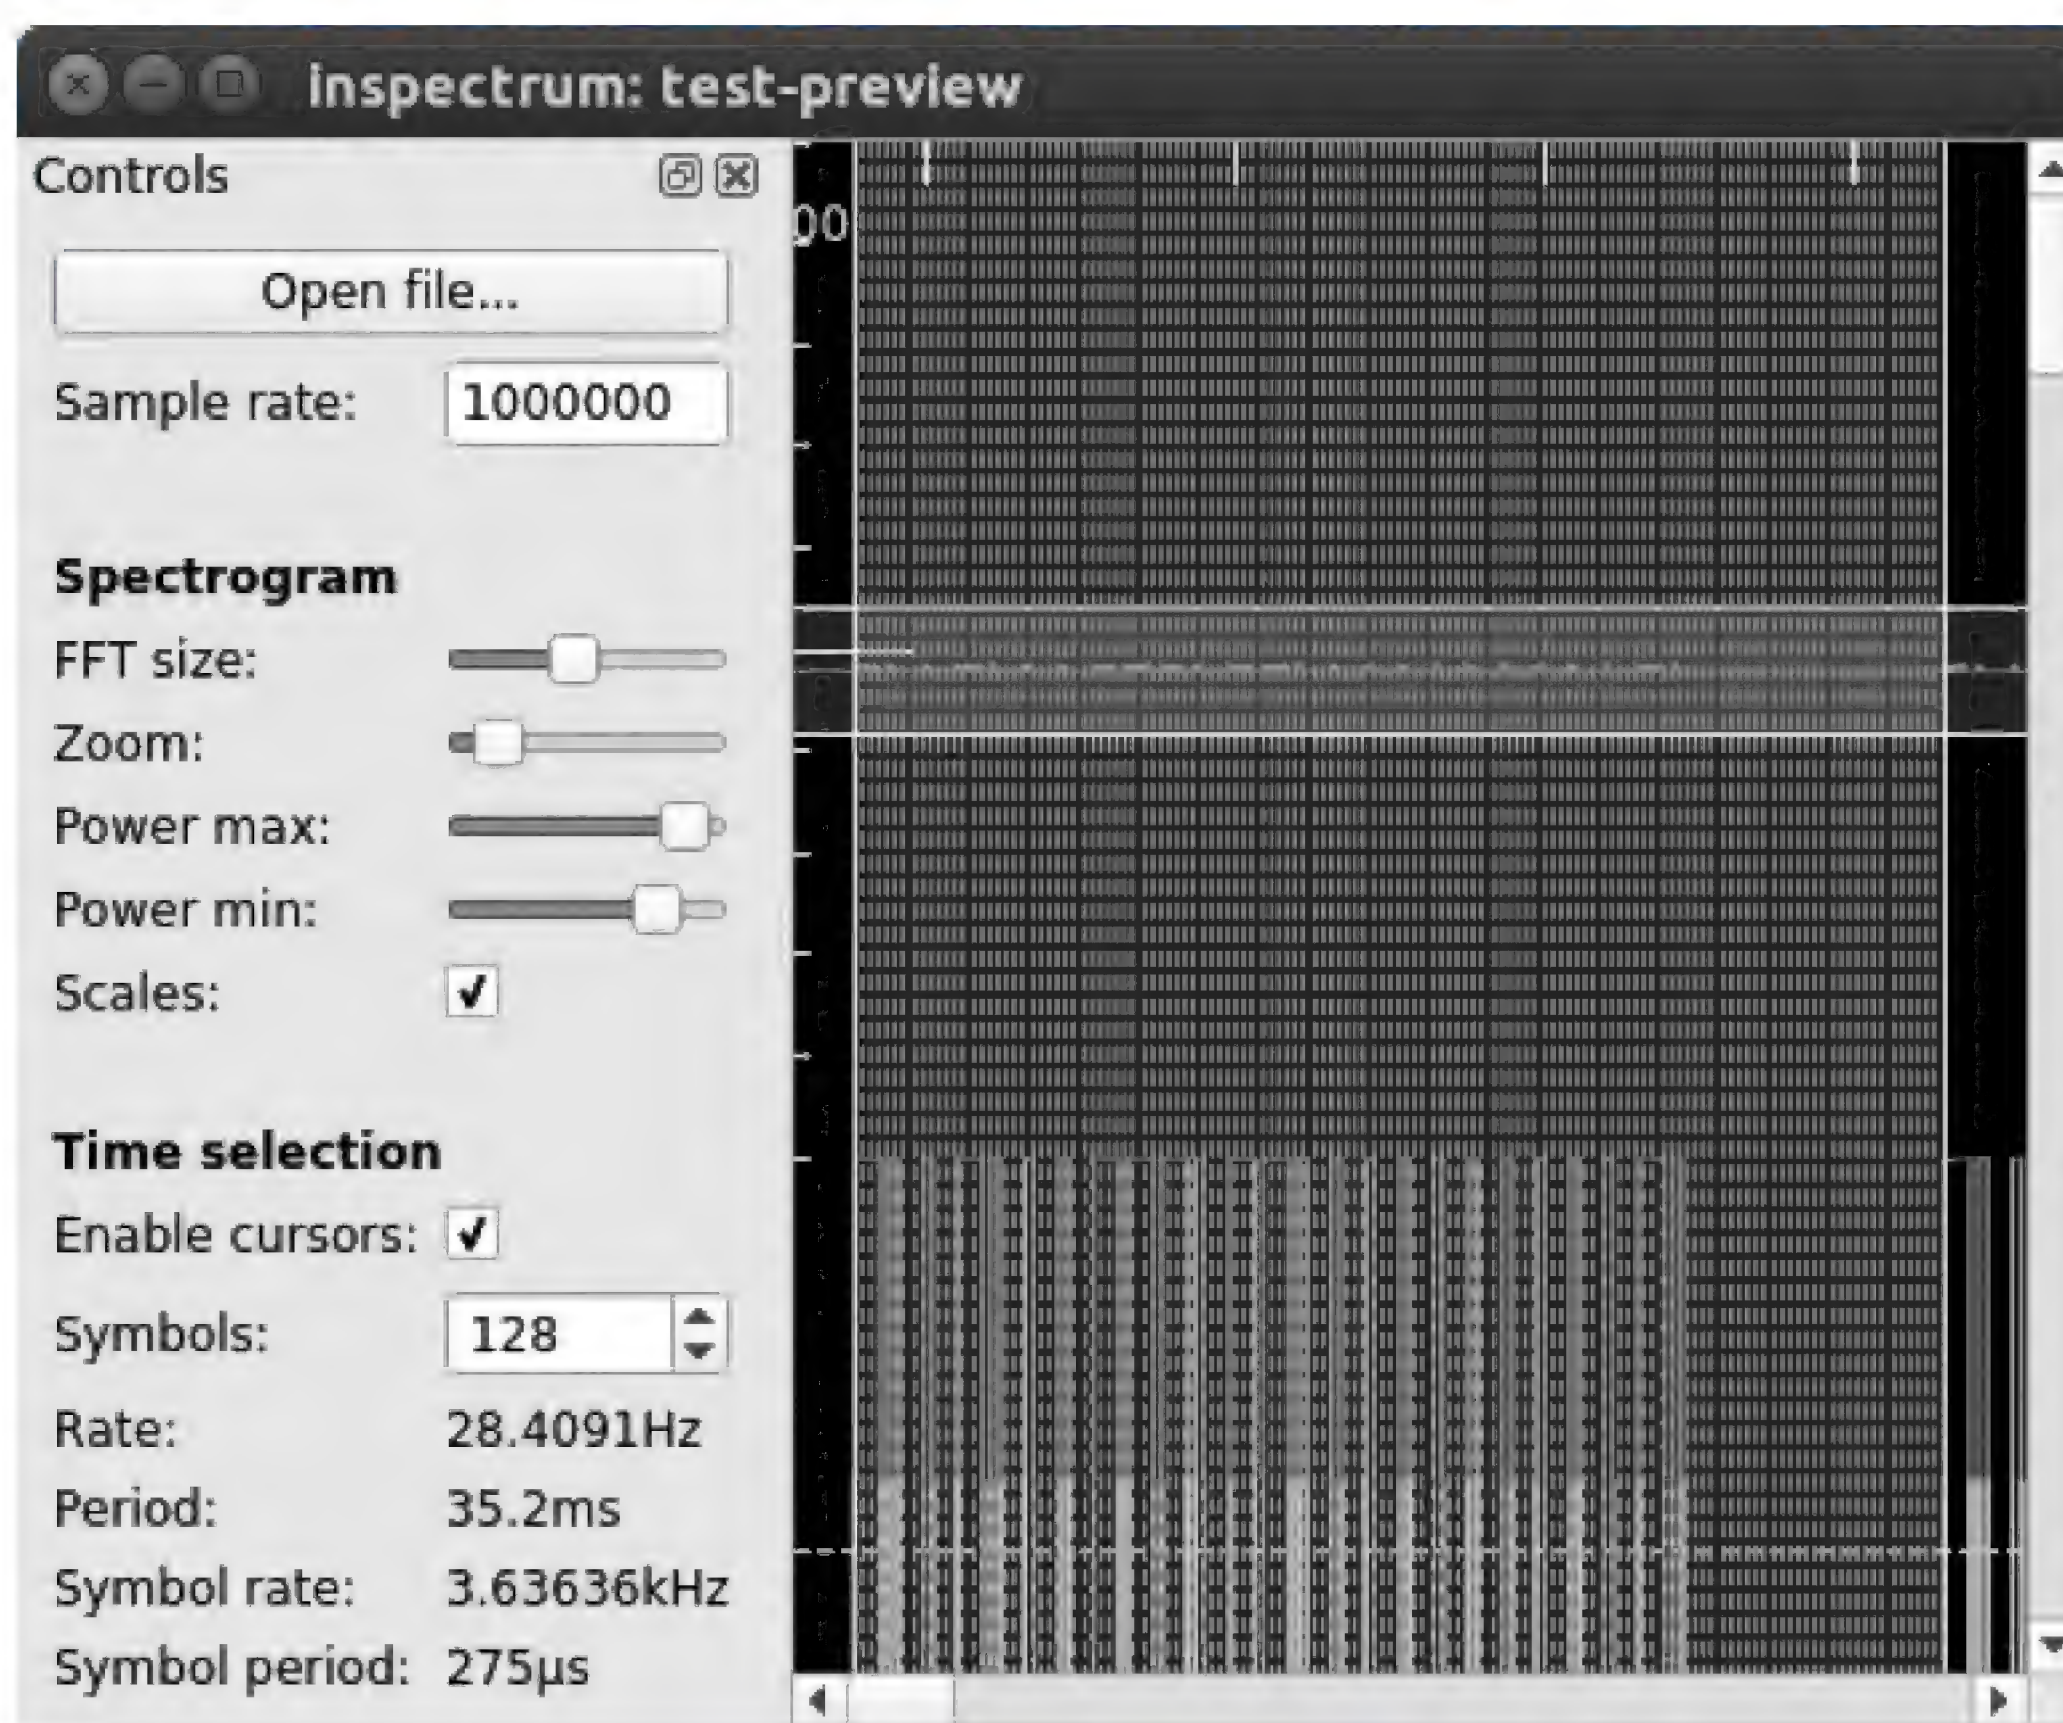 inspectrum: test-preview
Controls
00
Open file...
Sample rate: 1000000
Spectrogram
FFT size:
Zoom:
Power max:
Power min:
Scales:
Time selection
Enable cursors:
Symbols: 128
Rate: 28.4091Hz
Period: 35.2ms
Symbol rate: 3.63636kHz
Symbol period: 275µs